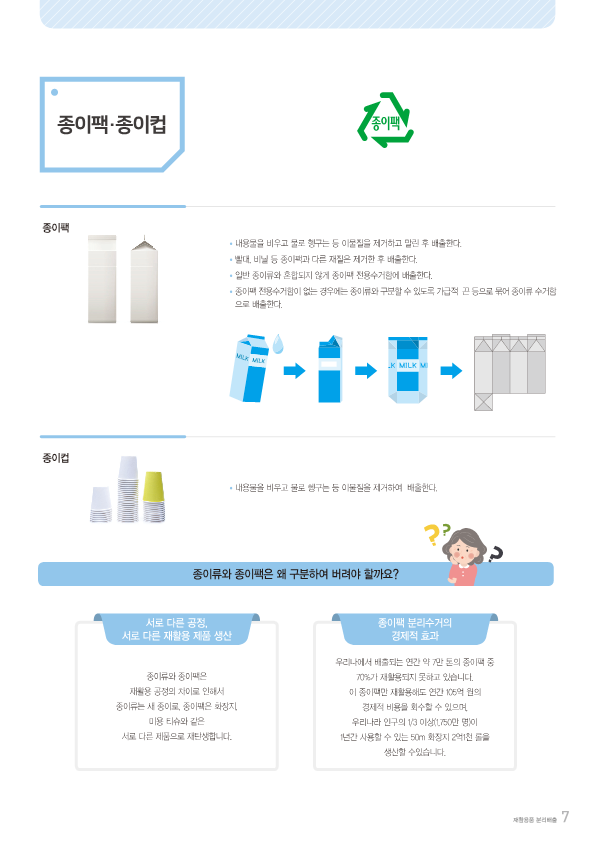 종이팩·종이컵
종이팩
종이팩
• 내용물을 비우고 물로 헹구는 등 이물질을 제거하고 말린 후 배출한다.
• 빨대, 비닐 등 종이팩과 다른 재질은 제거한 후 배출한다.
• 일반 종이류와 혼합되지 않게 종이팩 전용수거함에 배출한다.
• 종이팩 전용수거함이 없는 경우에는 종이류와 구분할 수 있도록 가급적 끈 등으로 묶어 종이류 수거함
으로 배출한다.
MILK MILK
LK MILK MI
종이컵
• 내용물을 비우고 물로 헹구는 등 이물질을 제거하여 배출한다.
? ? ?
종이류와 종이팩은 왜 구분하여 버려야 할까요?
서로 다른 공정,
서로 다른 재활용 제품 생산
종이류와 종이팩은
재활용 공정의 차이로 인해서
종이류는 새 종이로, 종이팩은 화장지,
미용 티슈와 같은
서로 다른 제품으로 재탄생합니다.
종이팩 분리수거의
경제적 효과
우리나에서 배출되는 연간 약 7만 톤의 종이팩 중
70%가 재활용되지 못하고 있습니다.
이 종이팩만 재활용해도 연간 105억 원의
경제적 비용을 회수할 수 있으며,
우리나라 인구의 1/3 이상(1,750만 명)이
1년간 사용할 수 있는 50m 화장지 2억1천 롤을
생산할 수있습니다.
재활용품 분리배출 7